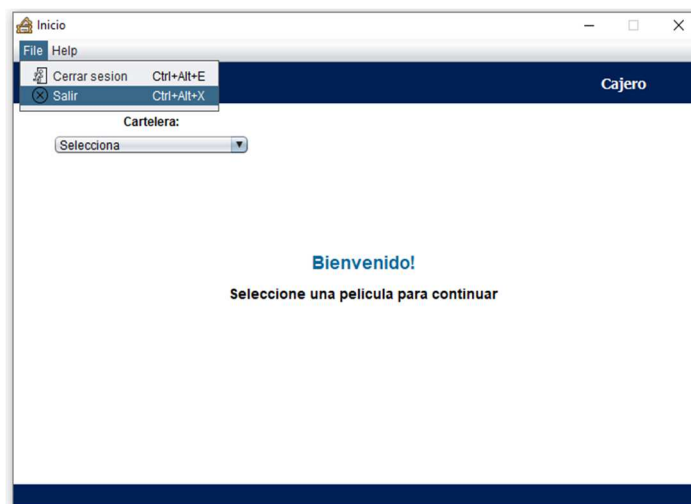 Inicio
File Help
Cerrar sesion Ctrl+Alt+E
Salir Ctrl+Alt+X
Cajero
Cartelera:
Selecciona
Bienvenido!
Seleccione una pelicula para continuar